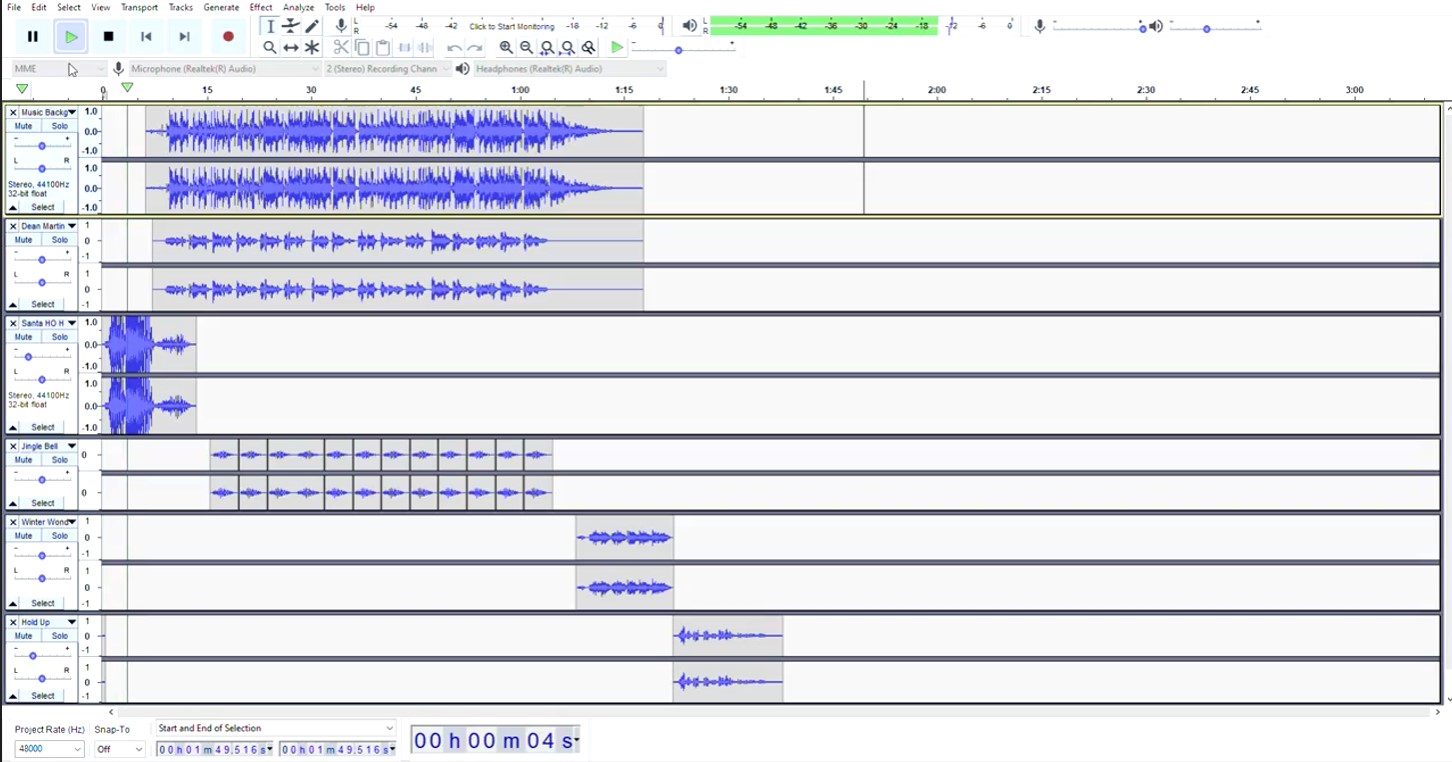 File Edit Select View Transport Tracks Generate Effect Analyze Tools Help
L R -54 -48 -42 Click to Start Monitoring -18 -12 -6 0
L R -54 -48 -42 -36 -30 -24 -18 -12 -6 0
MME Microphone (Realtek(R) Audio) 2 (Stereo) Recording Chann Headphones (Realtek(R) Audio)
0 15 30 45 1:00 1:15 1:30 1:45 2:00 2:15 2:30 2:45 3:00
Music Backg 1.0
Mute Solo 0.0
- + -1.0
L R 1.0
Stereo, 44100Hz 0.0
32-bit float
Select -1.0
Dean Martin 1
Mute Solo 0
- + -1
L R 1
0
Select -1
Santa HO H 1.0
Mute Solo 0.0
- + -1.0
L R 1.0
Stereo, 44100Hz
32-bit float 0.0
Select -1.0
Jingle Bell
Mute Solo 0
- +
0
Select
Winter Wond 1
Mute Solo 0
- + -1
L R 1
0
Select -1
Hold Up 1
Mute Solo 0
- + -1
L R 1
0
Select -1
Project Rate (Hz) Snap-To Start and End of Selection
48000 Off 00h01m49.516s 00h01m49.516s
00 h 00 m 04 s